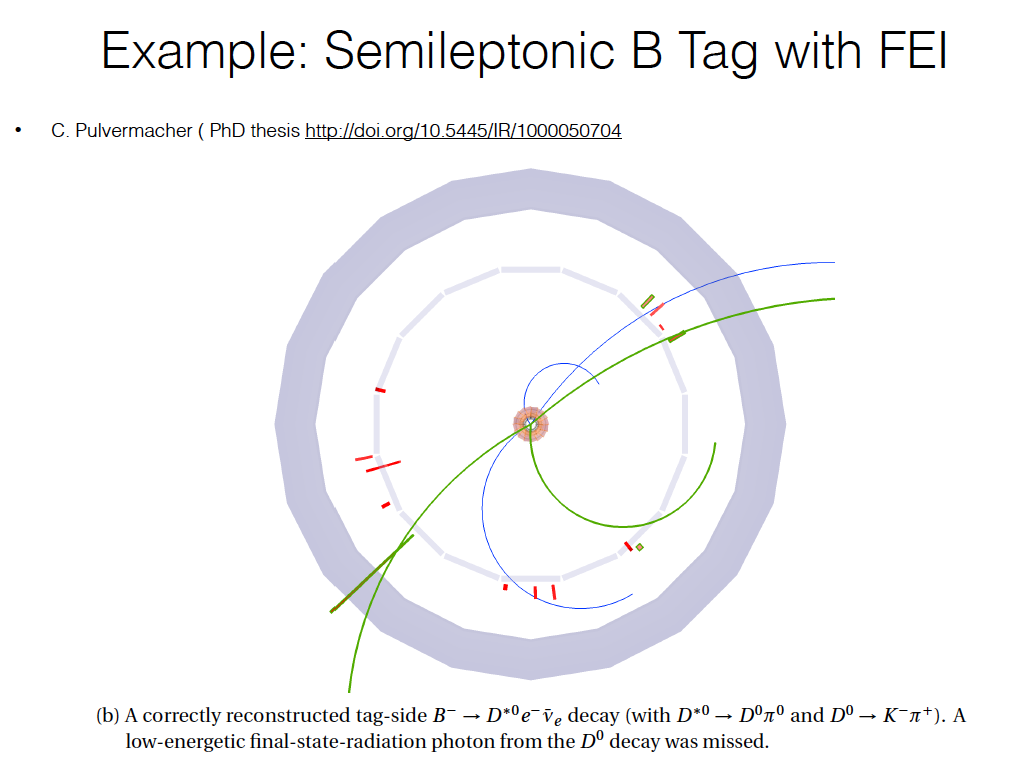 Example: Semileptonic B Tag with FEI
• C. Pulvermacher ( PhD thesis http://doi.org/10.5445/IR/1000050704
(b) A correctly reconstructed tag-side B⁻ → D*⁰e⁻ν̄ₑ decay (with D*⁰ → D⁰π⁰ and D⁰ → K⁻π⁺). A
low-energetic final-state-radiation photon from the D⁰ decay was missed.